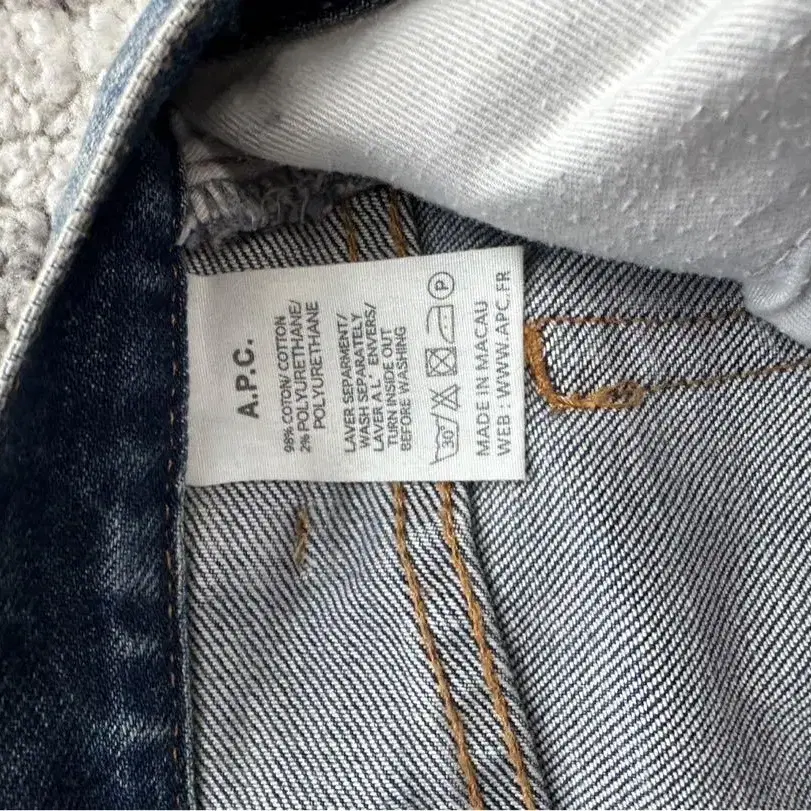 A.P.C.
98% COTON/ COTTON
2% POLYURETHANE/
POLYURETHANE
LAVER SEPARMENT/
WASH SEPARATELY
LAVER A L' ENVERS/
TURN INSIDE OUT
BEFORE WASHING
30° P
MADE IN MACAU
WEB : WWW.APC.FR